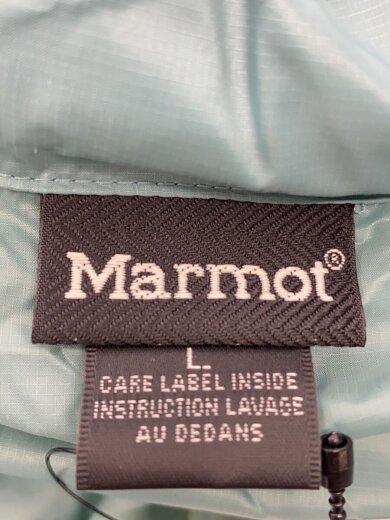 Marmot®
L.
CARE LABEL INSIDE
INSTRUCTION LAVAGE
AU DEDANS